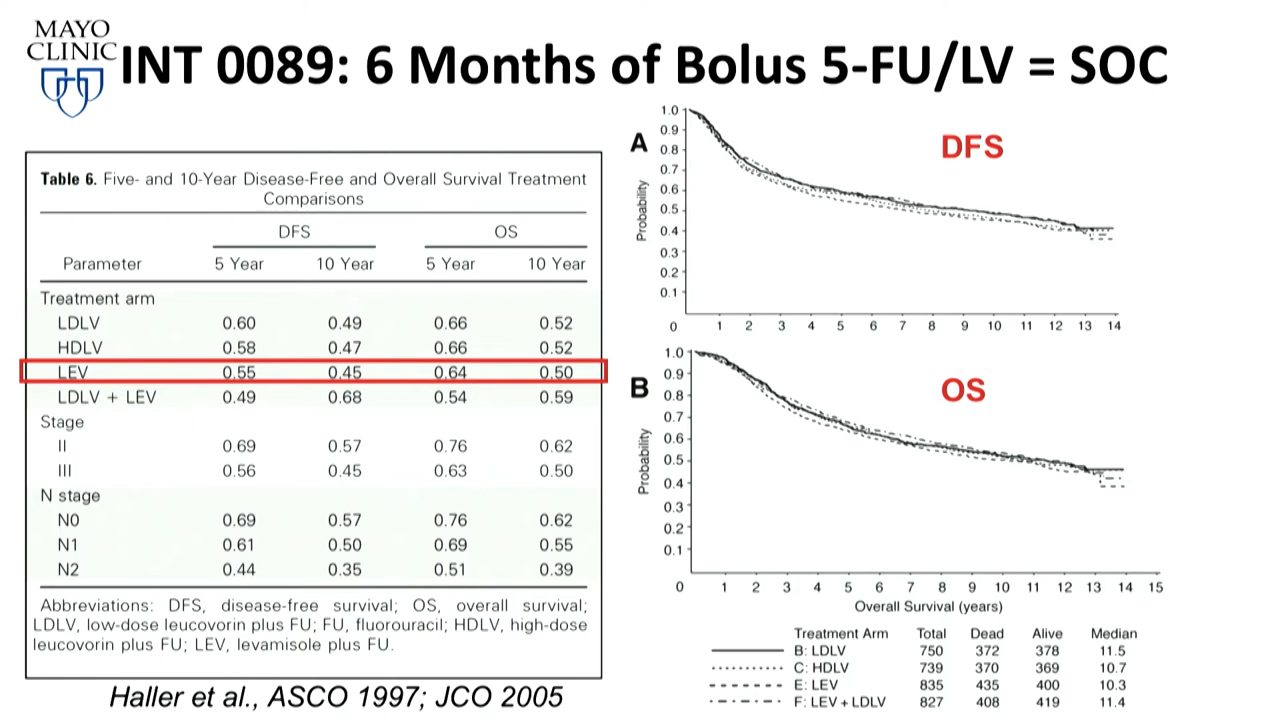 MAYO
CLINIC
INT 0089: 6 Months of Bolus 5-FU/LV = SOC
Table 6. Five- and 10-Year Disease-Free and Overall Survival Treatment
Comparisons
DFS OS
Parameter 5 Year 10 Year 5 Year 10 Year
Treatment arm
LDLV 0.60 0.49 0.66 0.52
HDLV 0.58 0.47 0.66 0.52
LEV 0.55 0.45 0.64 0.50
LDLV + LEV 0.49 0.68 0.54 0.59
Stage
II 0.69 0.57 0.76 0.62
III 0.56 0.45 0.63 0.50
N stage
N0 0.69 0.57 0.76 0.62
N1 0.61 0.50 0.69 0.55
N2 0.44 0.35 0.51 0.39
Abbreviations: DFS, disease-free survival; OS, overall survival;
LDLV, low-dose leucovorin plus FU; FU, fluorouracil; HDLV, high-dose
leucovorin plus FU; LEV, levamisole plus FU.
Haller et al., ASCO 1997; JCO 2005
A
DFS
Probability
1.0
0.9
0.8
0.7
0.6
0.5
0.4
0.3
0.2
0.1
0 1 2 3 4 5 6 7 8 9 10 11 12 13 14
B
OS
Probability
1.0
0.9
0.8
0.7
0.6
0.5
0.4
0.3
0.2
0.1
0 1 2 3 4 5 6 7 8 9 10 11 12 13 14 15
Overall Survival (years)
Treatment Arm Total Dead Alive Median
B: LDLV 750 372 378 11.5
C: HDLV 739 370 369 10.7
E: LEV 835 435 400 10.3
F: LEV + LDLV 827 408 419 11.4